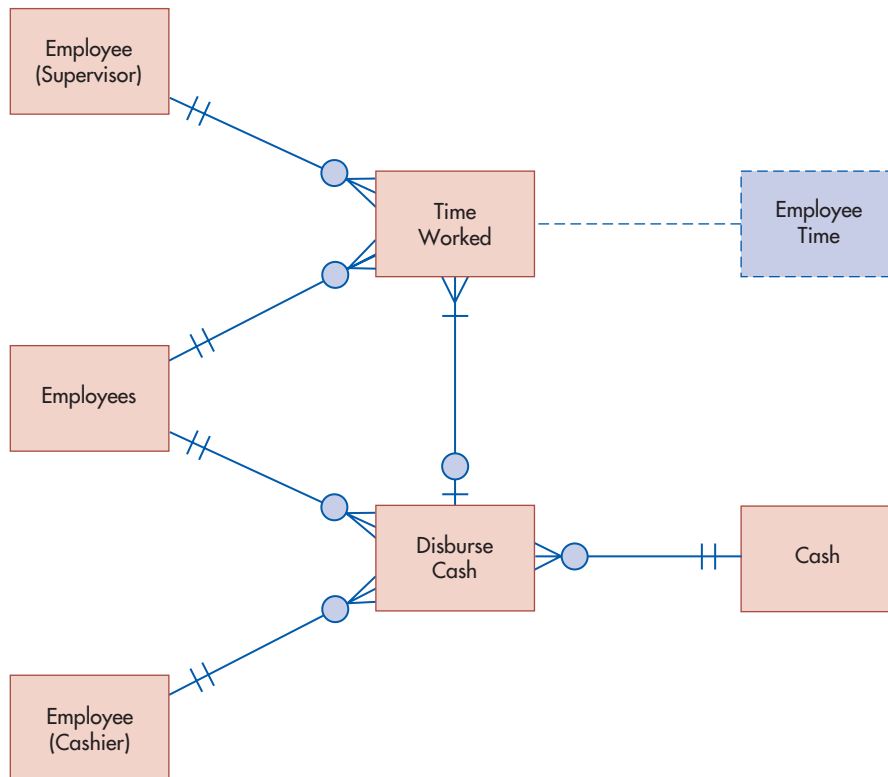 Employee
(Supervisor)
Time
Worked
Employee
Time
Employees
Disburse
Cash
Cash
Employee
(Cashier)